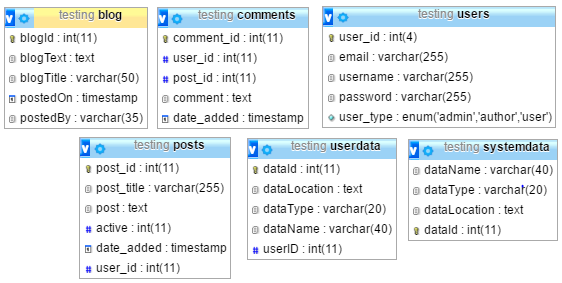 testing blog
blogId : int(11)
blogText : text
blogTitle : varchar(50)
postedOn : timestamp
postedBy : varchar(35)
testing comments
comment_id : int(11)
user_id : int(11)
post_id : int(11)
comment : text
date_added : timestamp
testing users
user_id : int(4)
email : varchar(255)
username : varchar(255)
password : varchar(255)
user_type : enum('admin','author','user')
testing posts
post_id : int(11)
post_title : varchar(255)
post : text
active : int(11)
date_added : timestamp
user_id : int(11)
testing userdata
dataId : int(11)
dataLocation : text
dataType : varchar(20)
dataName : varchar(40)
userID : int(11)
testing systemdata
dataName : varchar(40)
dataType : varchar(20)
dataLocation : text
dataId : int(11)